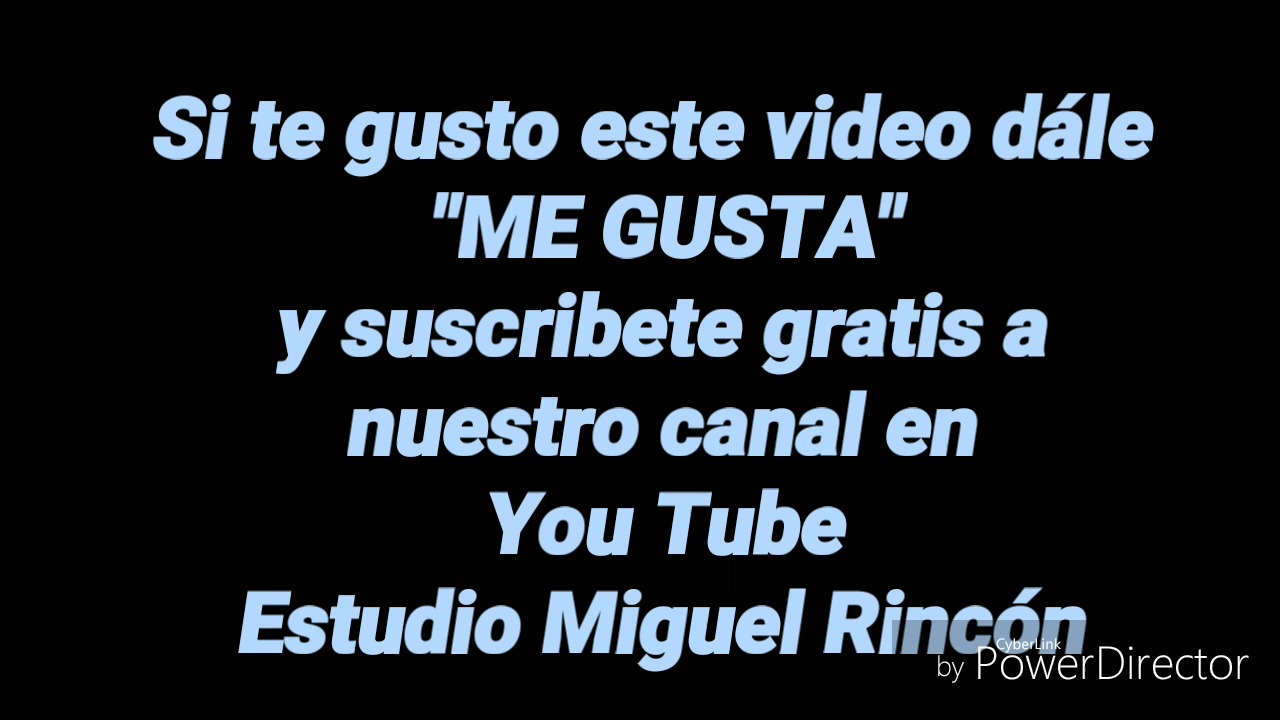 Si te gusto este video dále
"ME GUSTA"
y suscribete gratis a
nuestro canal en
You Tube
Estudio Miguel Rincón
CyberLink
by PowerDirector